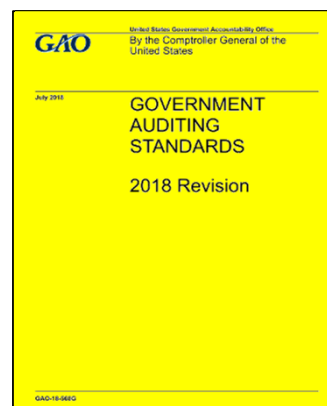 United States Government Accountability Office
GAO
By the Comptroller General of the
United States
July 2018
GOVERNMENT
AUDITING
STANDARDS
2018 Revision
GAO-18-568G